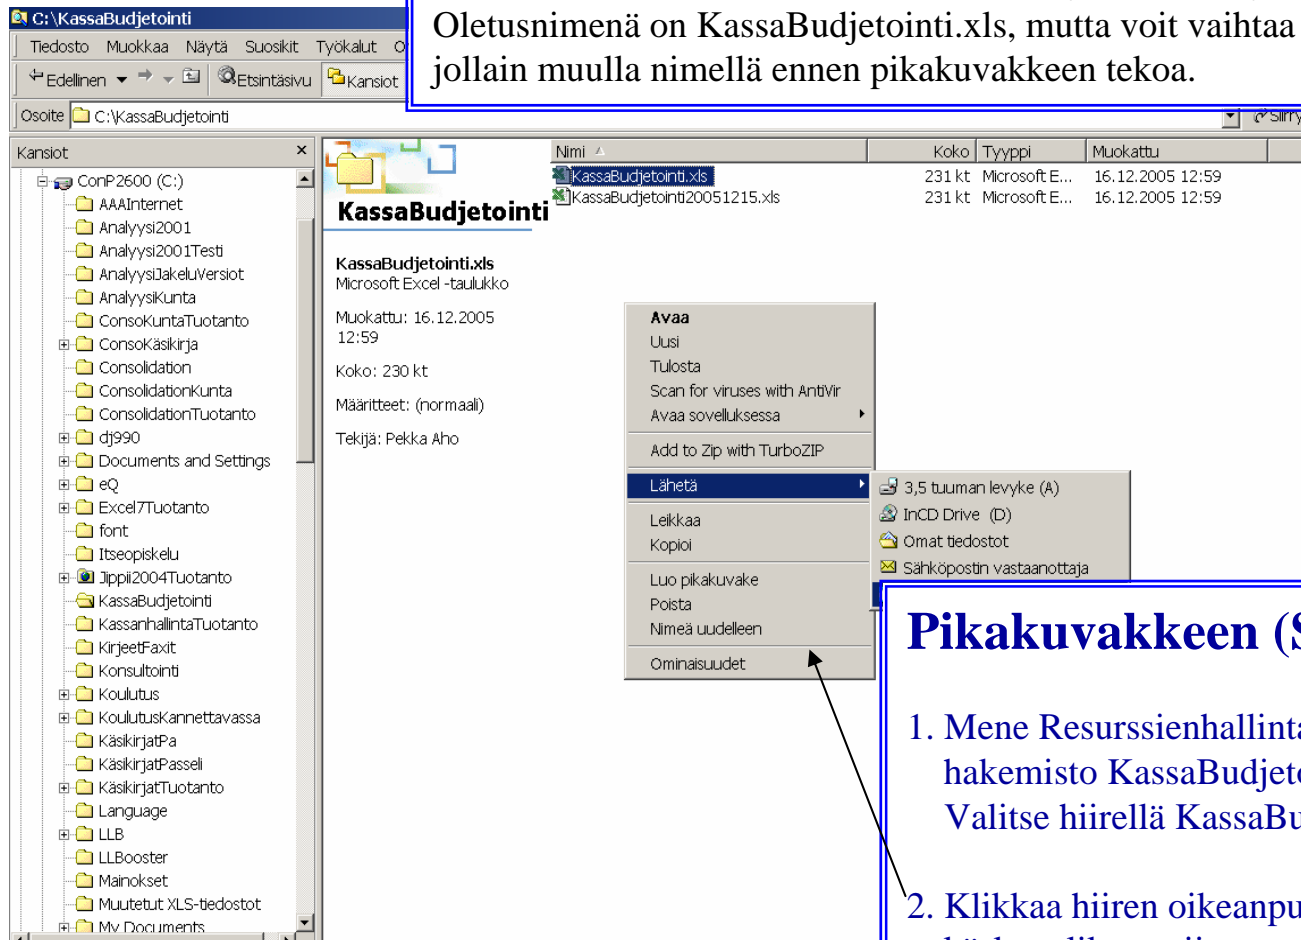 C:\KassaBudjetointi
Oletusnimenä on KassaBudjetointi.xls, mutta voit vaihtaa
jollain muulla nimellä ennen pikakuvakkeen tekoa.
Tiedosto Muokkaa Näytä Suosikit Työkalut
Edellinen Etsintäsivu Kansiot
Osoite C:\KassaBudjetointi
Kansiot
ConP2600 (C:)
AAAInternet
Analyysi2001
Analyysi2001Testi
AnalyysiJakeluVersiot
AnalyysiKunta
ConsoKuntaTuotanto
ConsoKäsikirja
Consolidation
ConsolidationKunta
ConsolidationTuotanto
dj990
Documents and Settings
eQ
Excel7Tuotanto
font
Itseopiskelu
Jippii2004Tuotanto
KassaBudjetointi
KassanhallintaTuotanto
KirjeetFaxit
Konsultointi
Koulutus
KoulutusKannettavassa
KäsikirjatPa
KäsikirjatPasseli
KäsikirjatTuotanto
Language
LLB
LLBooster
Mainokset
Muutetut XLS-tiedostot
My Documents
KassaBudjetointi
KassaBudjetointi.xls
Microsoft Excel -taulukko
Muokattu: 16.12.2005
12:59
Koko: 230 kt
Määritteet: (normaali)
Tekijä: Pekka Aho
Nimi Koko Tyyppi Muokattu
KassaBudjetointi.xls 231 kt Microsoft E... 16.12.2005 12:59
KassaBudjetointi20051215.xls 231 kt Microsoft E... 16.12.2005 12:59
Avaa
Uusi
Tulosta
Scan for viruses with AntiVir
Avaa sovelluksessa
Add to Zip with TurboZIP
Lähetä
Leikkaa
Kopioi
Luo pikakuvake
Poista
Nimeä uudelleen
Ominaisuudet
3,5 tuuman levyke (A)
InCD Drive (D)
Omat tiedostot
Sähköpostin vastaanottaja
Pikakuvakkeen (S
1. Mene Resurssienhallinta
hakemisto KassaBudjeto
Valitse hiirellä KassaBu
2. Klikkaa hiiren oikeanpu